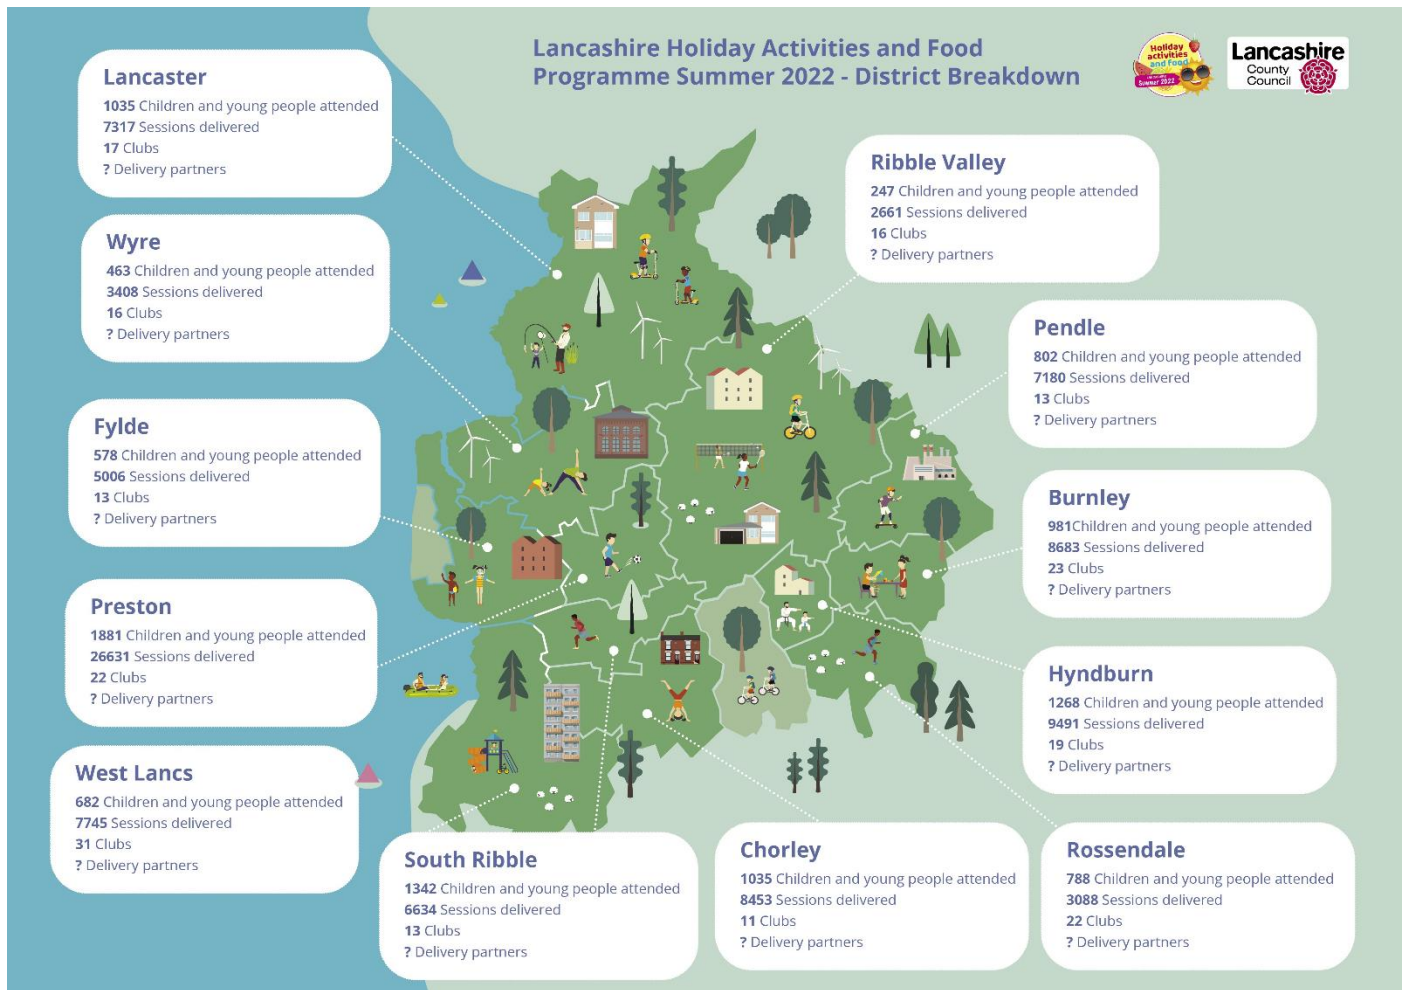 Lancashire Holiday Activities and Food
Programme Summer 2022 - District Breakdown
Holiday
activities
and food
Summer 2022
Lancashire
County
Council
Lancaster
1035 Children and young people attended
7317 Sessions delivered
17 Clubs
? Delivery partners
Wyre
463 Children and young people attended
3408 Sessions delivered
16 Clubs
? Delivery partners
Fylde
578 Children and young people attended
5006 Sessions delivered
13 Clubs
? Delivery partners
Preston
1881 Children and young people attended
26631 Sessions delivered
22 Clubs
? Delivery partners
West Lancs
682 Children and young people attended
7745 Sessions delivered
31 Clubs
? Delivery partners
South Ribble
1342 Children and young people attended
6634 Sessions delivered
13 Clubs
? Delivery partners
Chorley
1035 Children and young people attended
8453 Sessions delivered
11 Clubs
? Delivery partners
Rossendale
788 Children and young people attended
3088 Sessions delivered
22 Clubs
? Delivery partners
Hyndburn
1268 Children and young people attended
9491 Sessions delivered
19 Clubs
? Delivery partners
Burnley
981Children and young people attended
8683 Sessions delivered
23 Clubs
? Delivery partners
Pendle
802 Children and young people attended
7180 Sessions delivered
13 Clubs
? Delivery partners
Ribble Valley
247 Children and young people attended
2661 Sessions delivered
16 Clubs
? Delivery partners